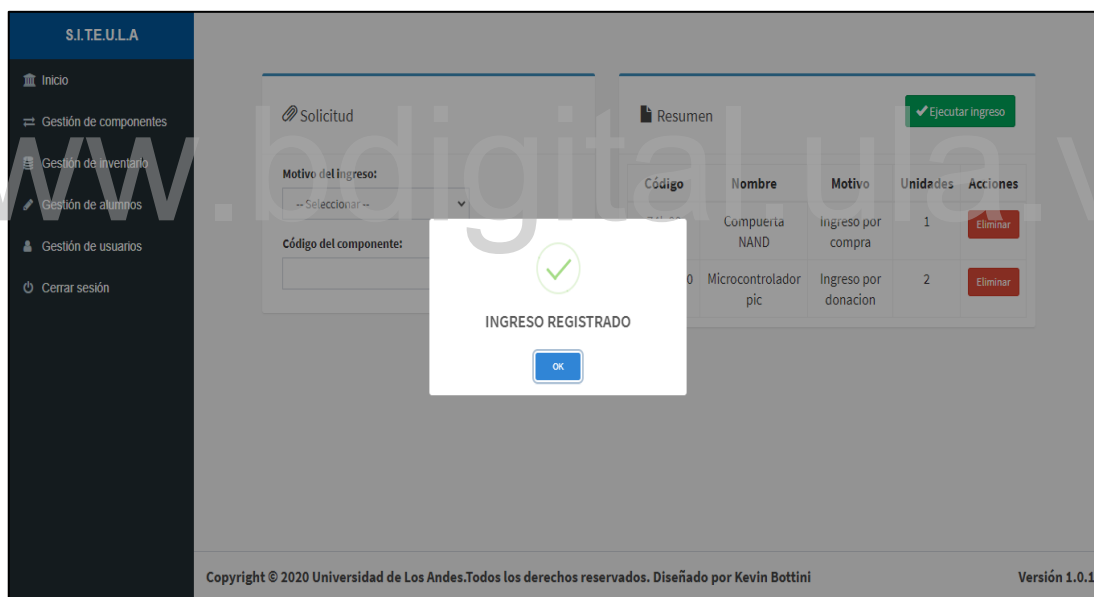 S.I.T.E.U.L.A
Inicio
Gestión de componentes
Gestión de inventario
Gestión de alumnos
Gestión de usuarios
Cerrar sesión
Solicitud
Motivo del ingreso:
-- Seleccionar --
Código del componente:
Resumen
Ejecutar ingreso
Código Nombre Motivo Unidades Acciones
Compuerta NAND Ingreso por compra 1 Eliminar
0 Microcontrolador pic Ingreso por donacion 2 Eliminar
INGRESO REGISTRADO
OK
www.bdigital.ula.v
Copyright © 2020 Universidad de Los Andes.Todos los derechos reservados. Diseñado por Kevin Bottini
Versión 1.0.1